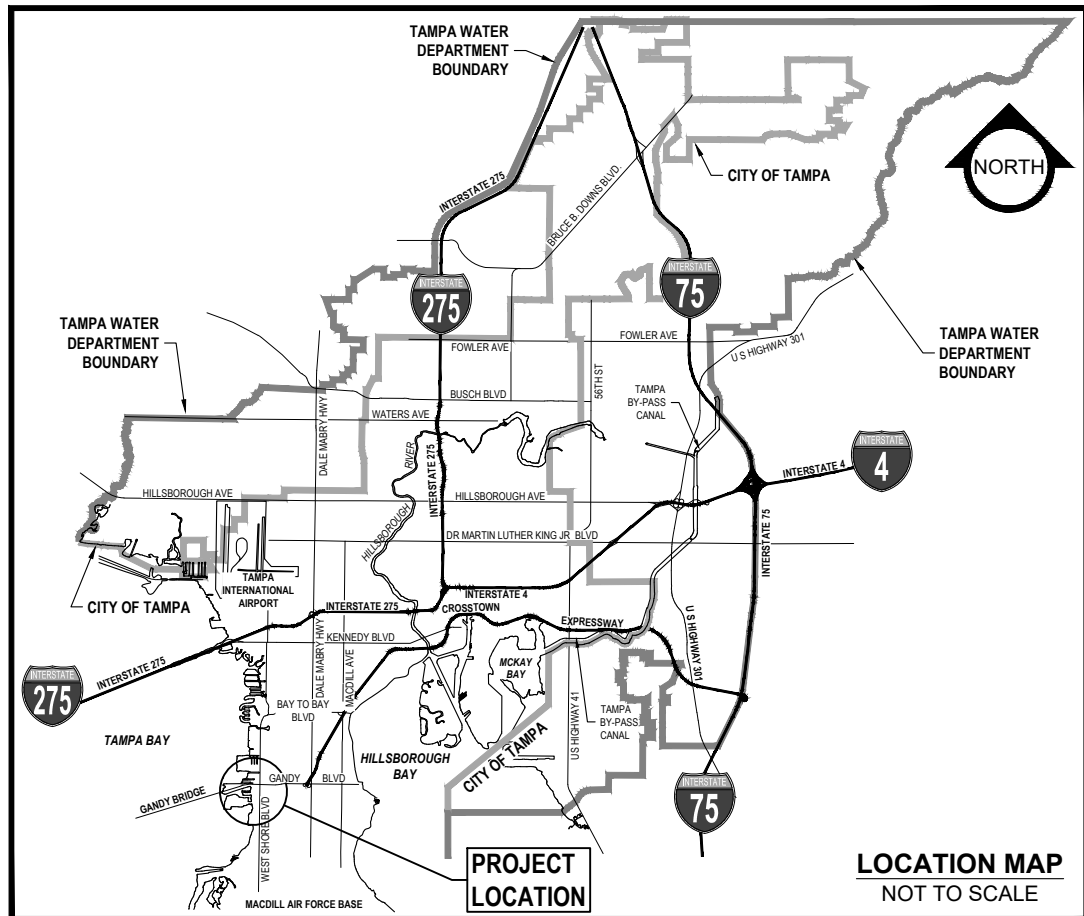 TAMPA WATER
DEPARTMENT
BOUNDARY
CITY OF TAMPA
NORTH
INTERSTATE 275
BRUCE B. DOWNS BLVD.
INTERSTATE
275
INTERSTATE
75
TAMPA WATER
DEPARTMENT
BOUNDARY
TAMPA WATER
DEPARTMENT
BOUNDARY
FOWLER AVE
FOWLER AVE
U S HIGHWAY 301
BUSCH BLVD
56TH ST
TAMPA
BY-PASS
CANAL
WATERS AVE
DALE MABRY HWY
RIVER
INTERSTATE 275
INTERSTATE
4
INTERSTATE 4
HILLSBOROUGH AVE
HILLSBOROUGH AVE
HILLSBOROUGH
DR MARTIN LUTHER KING JR BLVD
INTERSTATE 75
TAMPA
INTERNATIONAL
AIRPORT
CITY OF TAMPA
INTERSTATE 4
INTERSTATE 275
CROSSTOWN
EXPRESSWAY
U S HIGHWAY 301
KENNEDY BLVD
DALE MABRY HWY
MACDILL AVE
MCKAY
BAY
INTERSTATE 275
INTERSTATE
275
BAY TO BAY
BLVD
US HIGHWAY 41
TAMPA
BY-PASS
CANAL
TAMPA BAY
HILLSBOROUGH
BAY
CITY OF TAMPA
GANDY BLVD
GANDY BRIDGE
WEST SHORE BLVD
INTERSTATE
75
PROJECT
LOCATION
MACDILL AIR FORCE BASE
LOCATION MAP
NOT TO SCALE